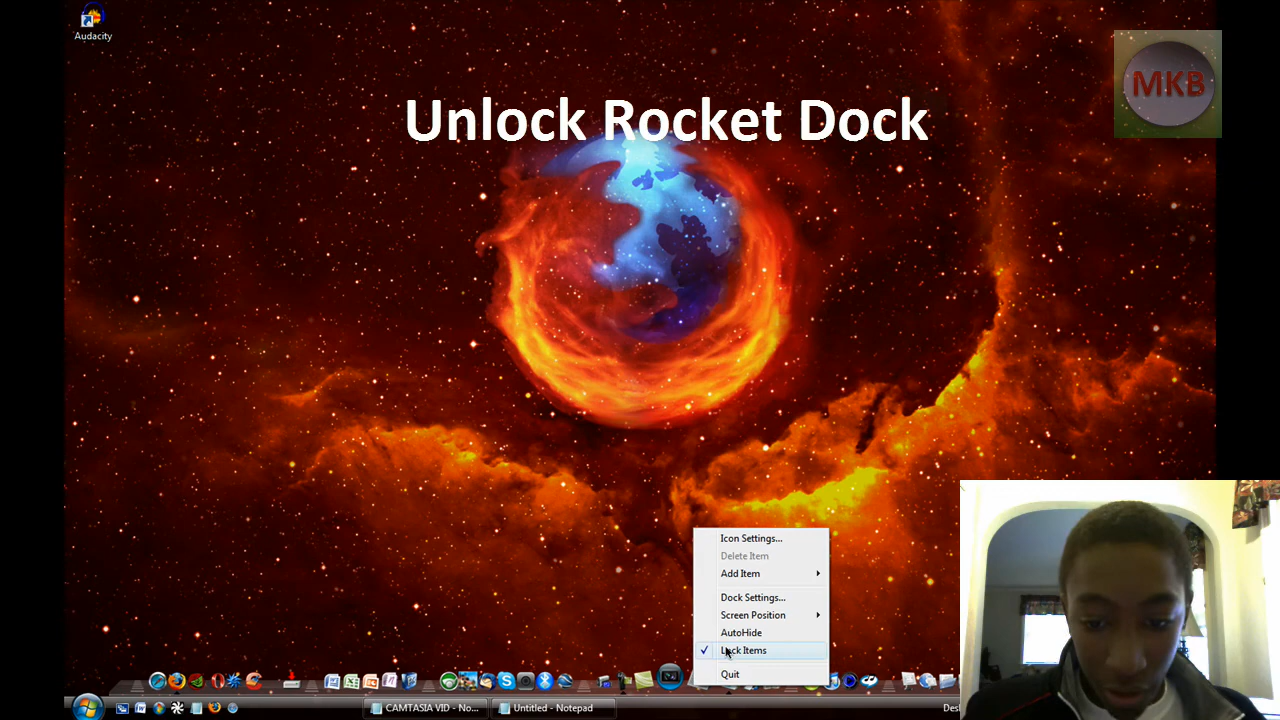 Audacity
MKB
Unlock Rocket Dock
Icon Settings...
Delete Item
Add Item
Dock Settings...
Screen Position
AutoHide
Lock Items
Quit
CAMTASIA VID - No...
Untitled - Notepad